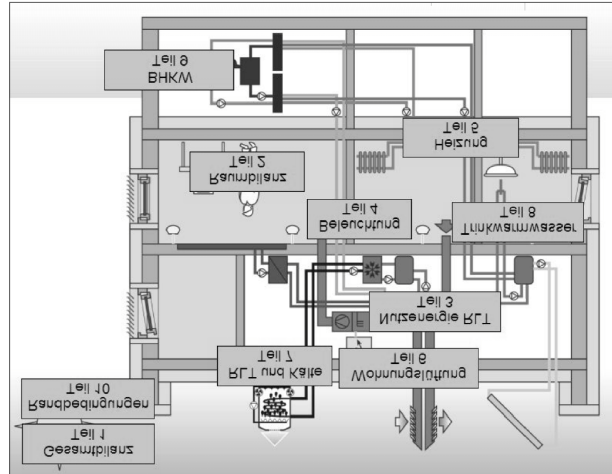 Teil 9
BHKW
Teil 5
Heizung
Teil 2
Raumbilanz
Teil 4
Beleuchtung
Teil 8
Trinkwarmwasser
Teil 3
Nutzenergie RLT
Teil 7
RLT und Kälte
Teil 6
Wohnungslüftung
Teil 10
Randbedingungen
Teil 1
Gesamtbilanz